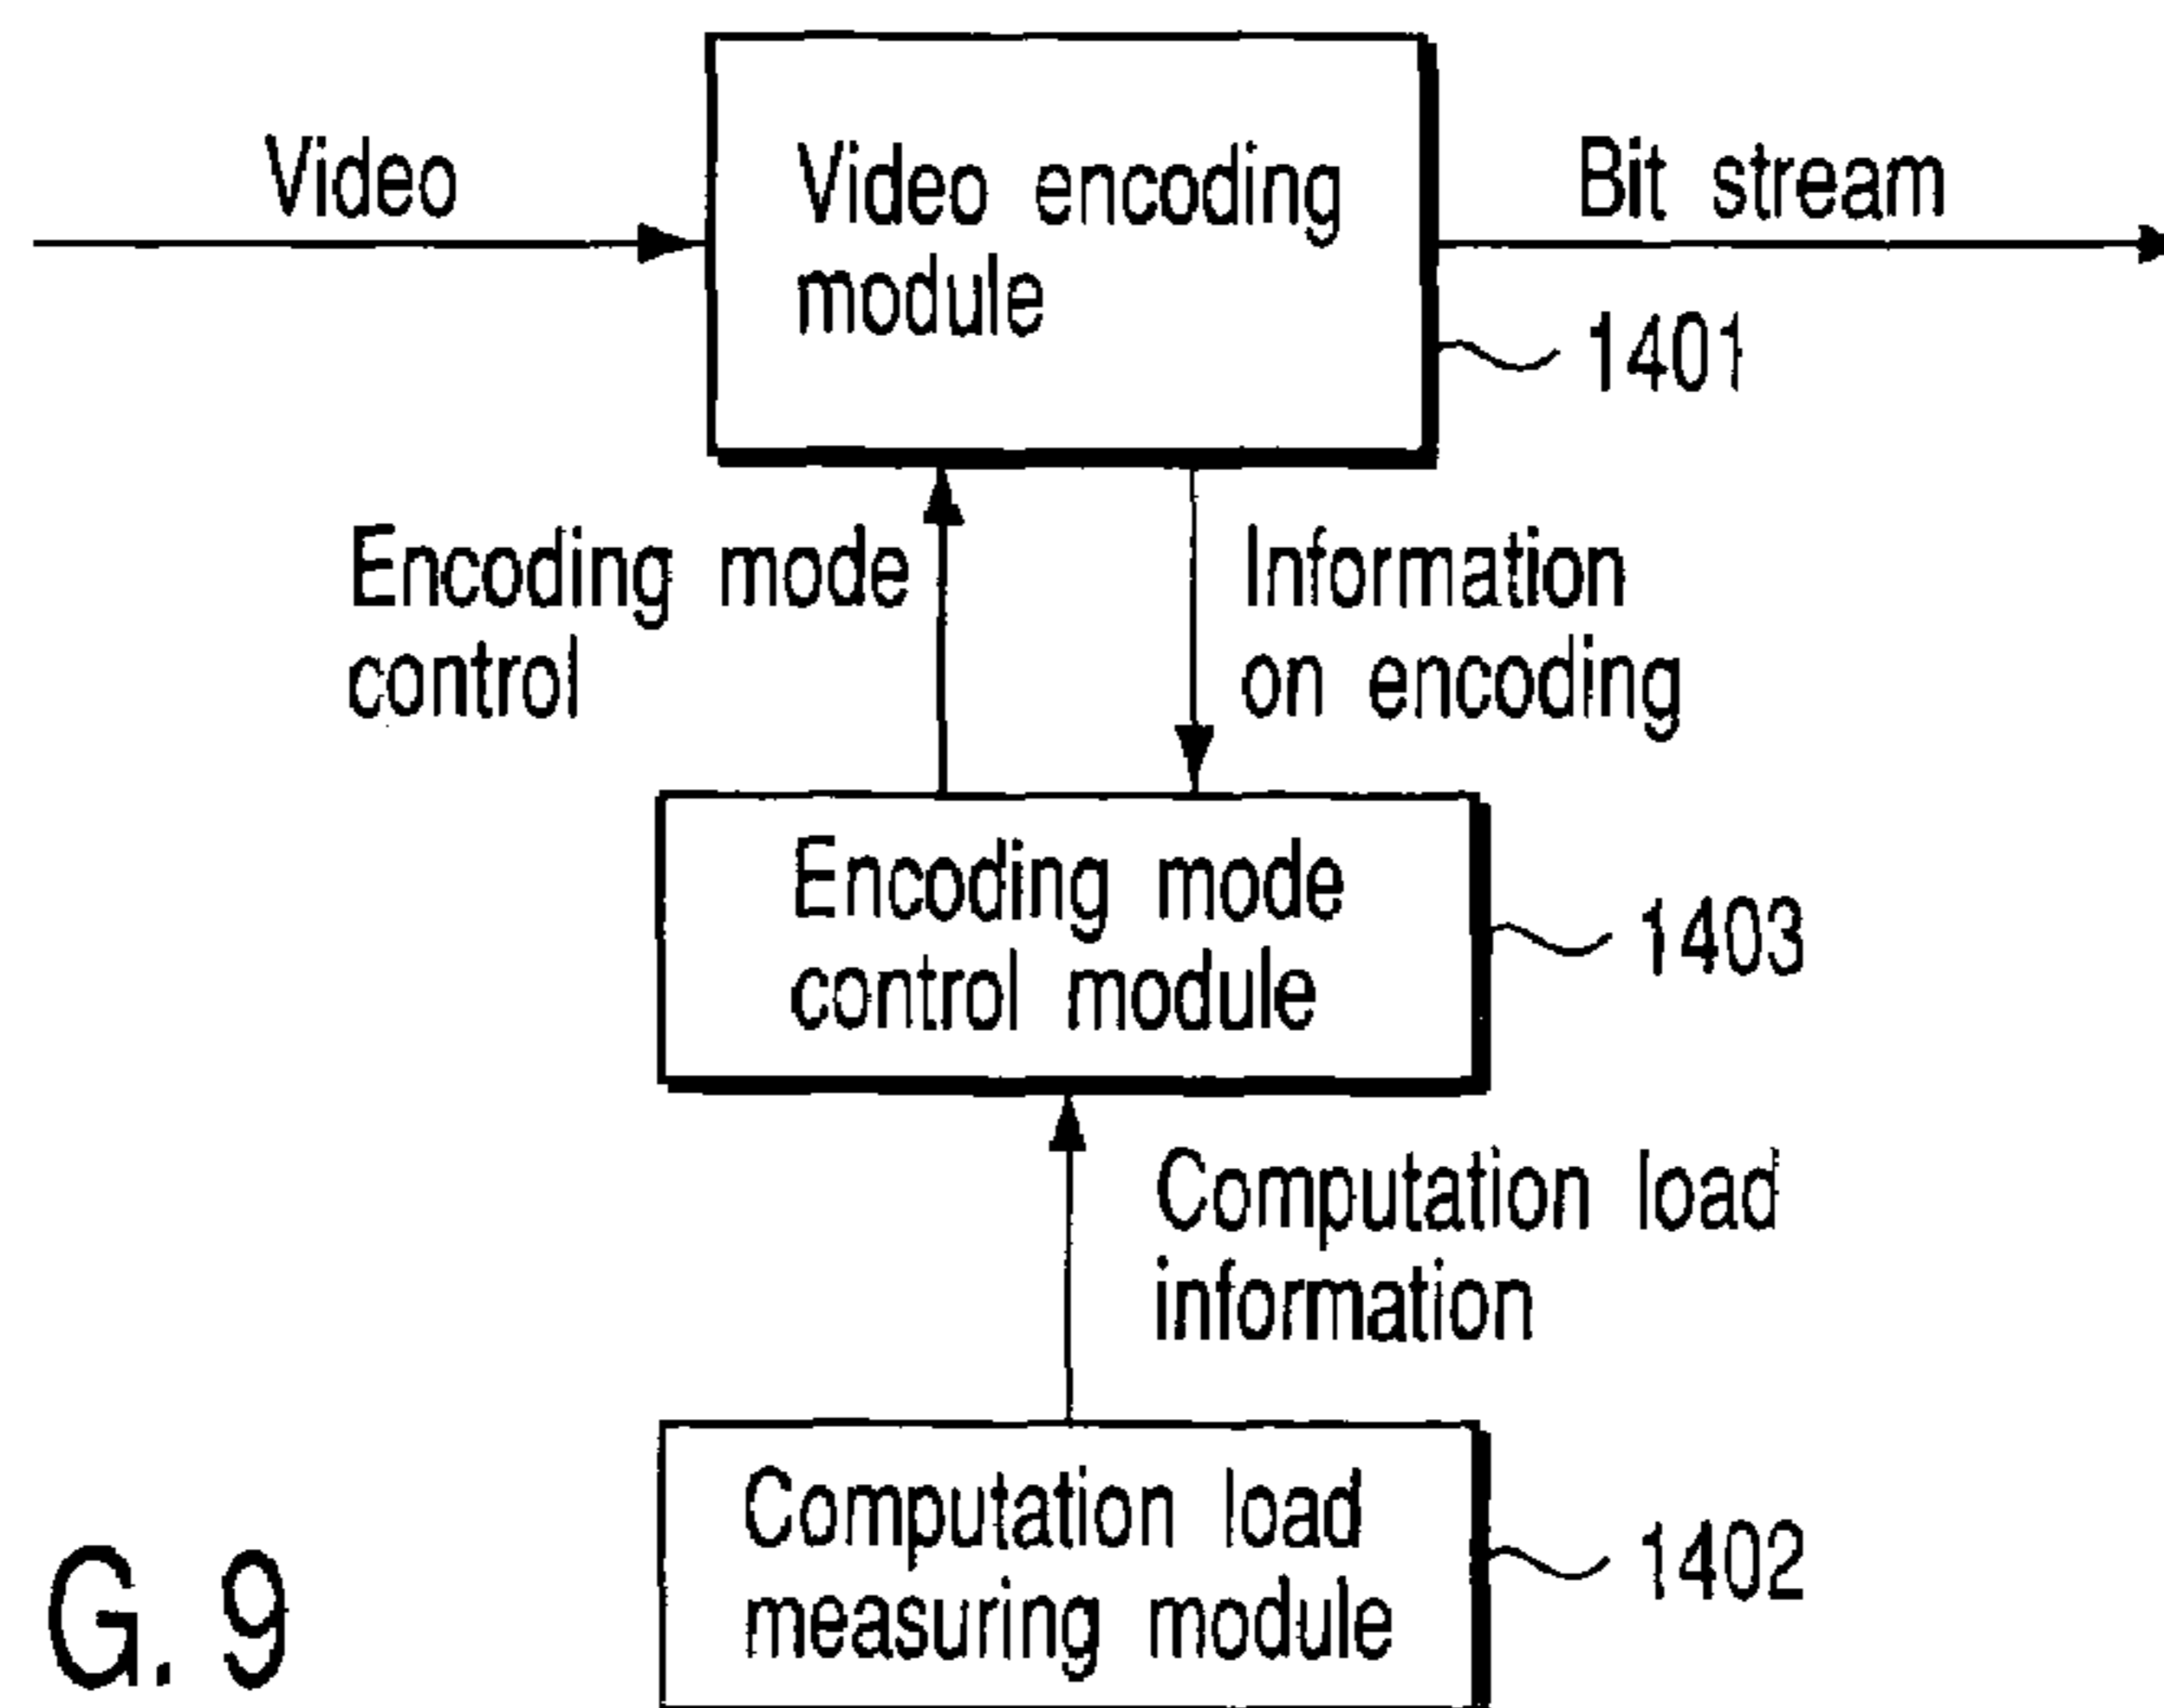 Video
Video encoding
module
Bit stream
1401
Encoding mode
control
Information
on encoding
Encoding mode
control module
1403
Computation load
information
Computation load
measuring module
1402
G. 9